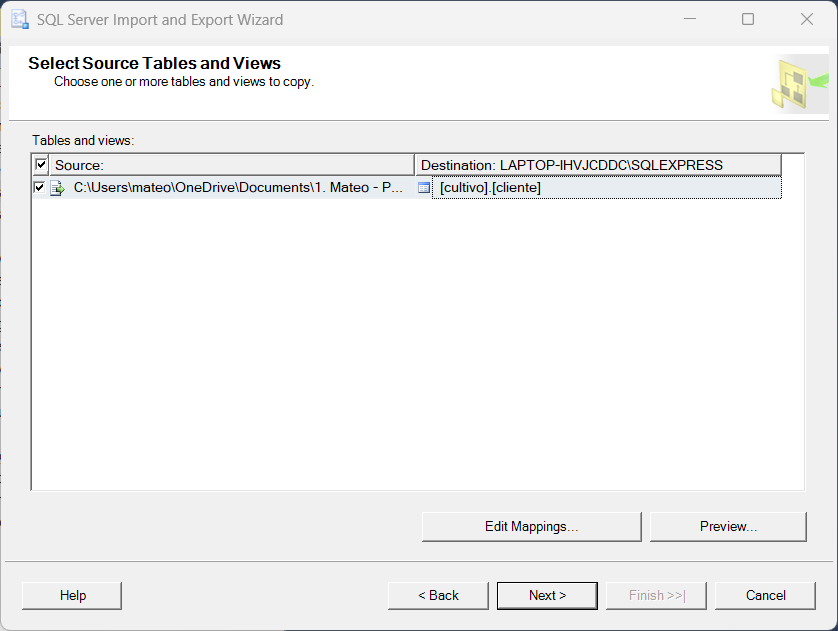 SQL Server Import and Export Wizard
Select Source Tables and Views
Choose one or more tables and views to copy.
Tables and views:
Source: Destination: LAPTOP-IHVJCDDC\SQLEXPRESS
C:\Users\mateo\OneDrive\Documents\1. Mateo - P... [cultivo].[cliente]
Edit Mappings... Preview...
Help < Back Next > Finish >>| Cancel